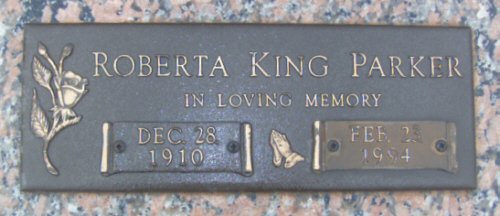 ROBERTA KING PARKER
IN LOVING MEMORY
DEC. 28
1910
FEB. 23
1994